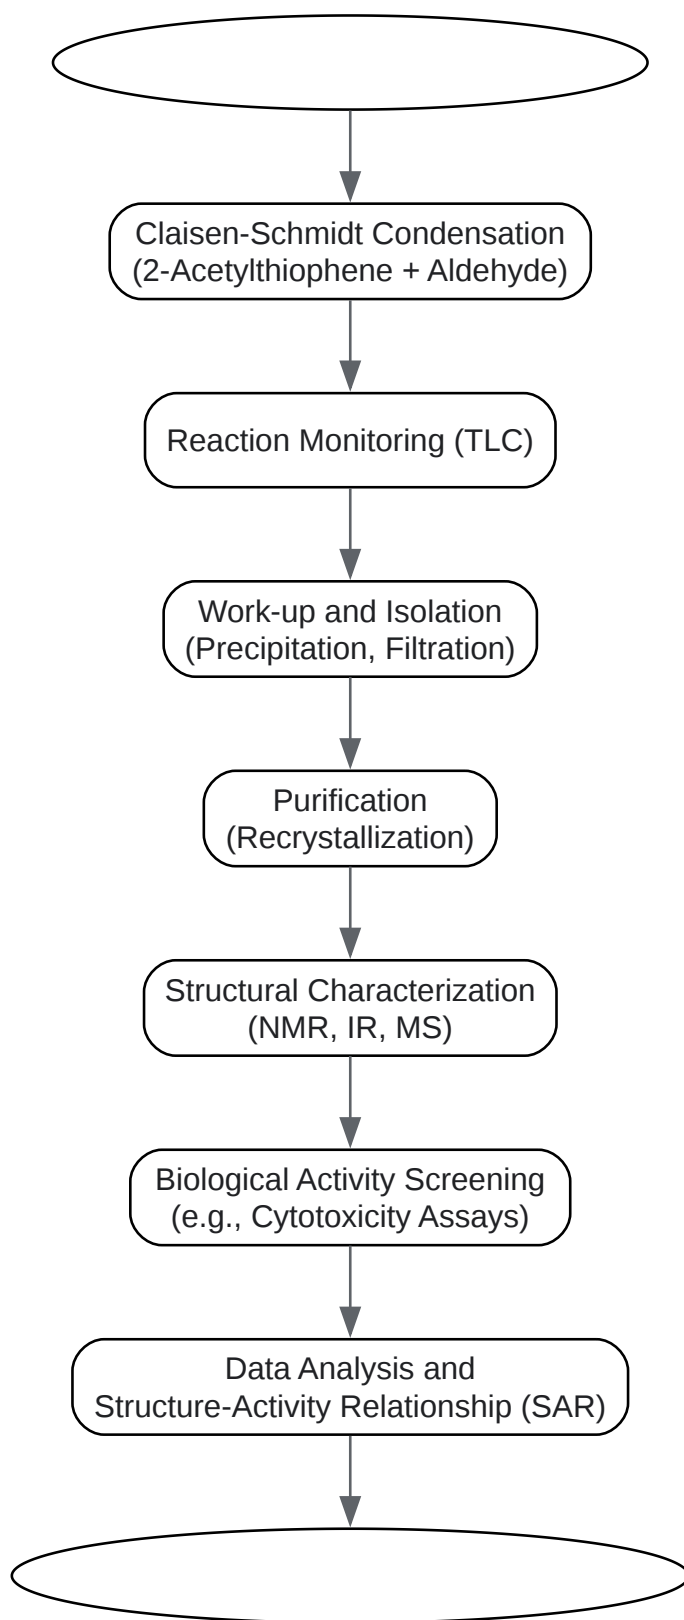 Claisen-Schmidt Condensation
(2-Acetylthiophene + Aldehyde)
Reaction Monitoring (TLC)
Work-up and Isolation
(Precipitation, Filtration)
Purification
(Recrystallization)
Structural Characterization
(NMR, IR, MS)
Biological Activity Screening
(e.g., Cytotoxicity Assays)
Data Analysis and
Structure-Activity Relationship (SAR)